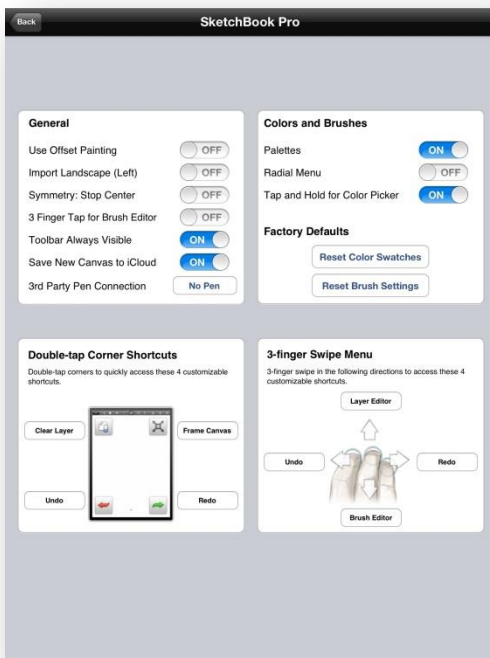 Back
SketchBook Pro
General
Use Offset Painting OFF
Import Landscape (Left) OFF
Symmetry: Stop Center OFF
3 Finger Tap for Brush Editor OFF
Toolbar Always Visible ON
Save New Canvas to iCloud ON
3rd Party Pen Connection No Pen
Colors and Brushes
Palettes ON
Radial Menu OFF
Tap and Hold for Color Picker ON
Factory Defaults
Reset Color Swatches
Reset Brush Settings
Double-tap Corner Shortcuts
Double-tap corners to quickly access these 4 customizable
shortcuts.
Clear Layer
Frame Canvas
Undo
Redo
3-finger Swipe Menu
3-finger swipe in the following directions to access these 4
customizable shortcuts.
Layer Editor
Undo
Redo
Brush Editor